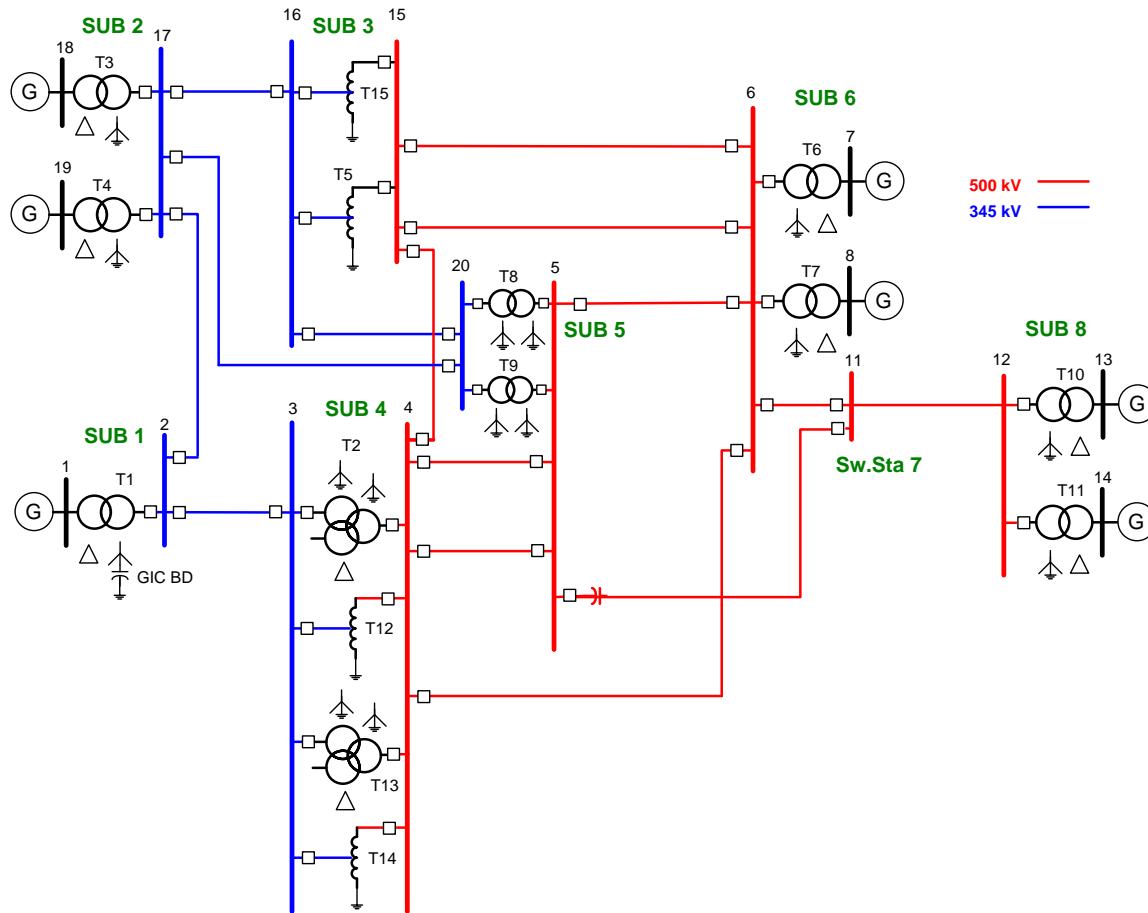 SUB 2
16
SUB 3
15
18
17
T3
G
T15
6
SUB 6
7
T6
G
19
T4
G
T5
500 kV
345 kV
20
T8
5
SUB 5
T7
8
G
T9
SUB 8
11
12
T10
13
G
SUB 1
2
3
SUB 4
4
T2
1
T1
G
GIC BD
Sw.Sta 7
T11
14
G
T12
T13
T14